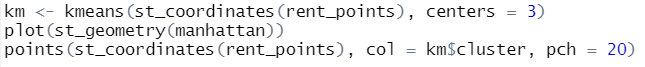 km <- kmeans(st_coordinates(rent_points), centers = 3)
plot(st_geometry(manhattan))
points(st_coordinates(rent_points), col = km$cluster, pch = 20)